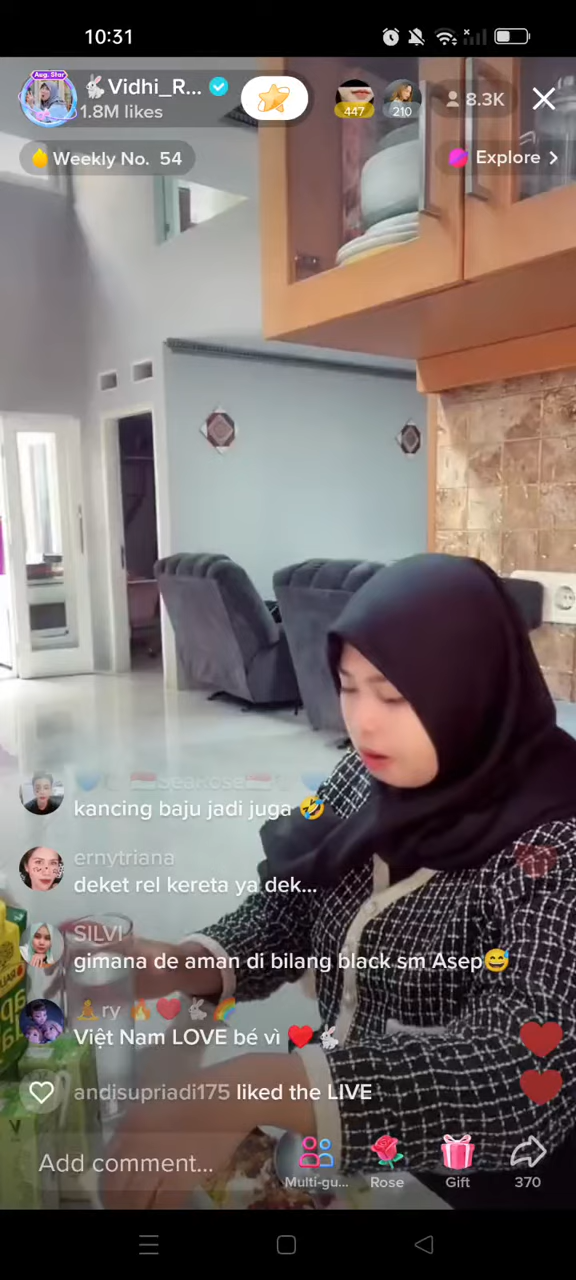 10:31
Vidhi_R...
Aug. Star
1.8M likes
447
210
8.3K
Weekly No. 54
Explore
SeaRose
kancing baju jadi juga 🤣
ernytriana
deket rel kereta ya dek...
SILVI
gimana de aman di bilang black sm Asep😅
ry 🔥❤️🐇🌈
Việt Nam LOVE bé vì ❤️🐇
andisupriadi175 liked the LIVE
Add comment...
Multi-gu...
Rose
Gift
370